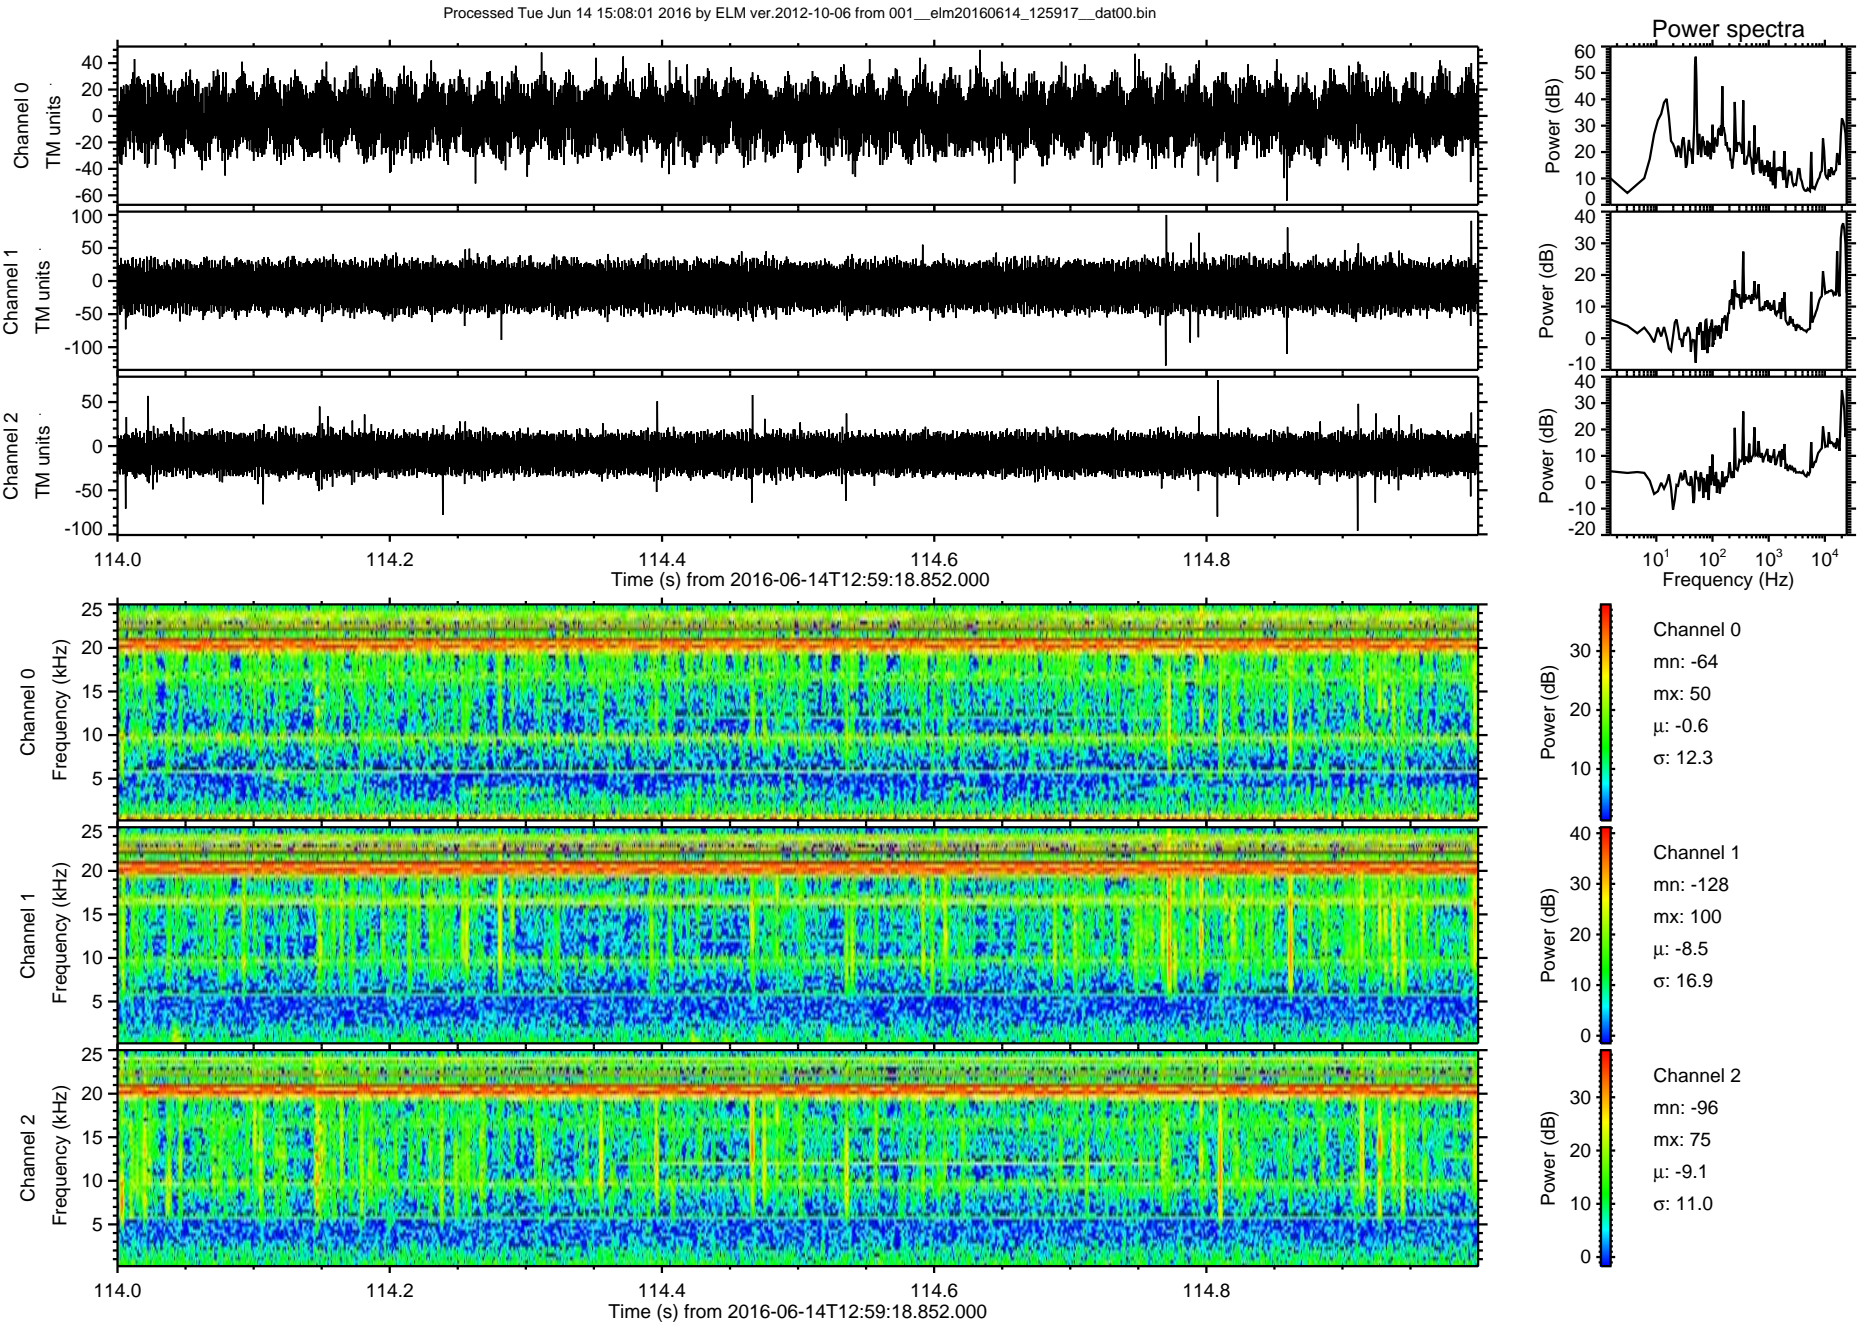 Processed Tue Jun 14 15:08:01 2016 by ELM ver.2012-10-06 from 001__elm20160614_125917__dat00.bin
Power spectra
Channel 0
TM units
40
20
0
-20
-40
-60
Power (dB)
60
50
40
30
20
10
0
Channel 1
TM units
100
50
0
-50
-100
Power (dB)
40
30
20
10
0
-10
Channel 2
TM units
50
0
-50
-100
Power (dB)
40
30
20
10
0
-10
-20
114.0 114.2 114.4 114.6 114.8
Time (s) from 2016-06-14T12:59:18.852.000
10¹ 10² 10³ 10⁴
Frequency (Hz)
Channel 0
Frequency (kHz)
25
20
15
10
5
Power (dB)
30
20
10
Channel 0
mn: -64
mx: 50
μ: -0.6
σ: 12.3
Channel 1
Frequency (kHz)
25
20
15
10
5
Power (dB)
40
30
20
10
0
Channel 1
mn: -128
mx: 100
μ: -8.5
σ: 16.9
Channel 2
Frequency (kHz)
25
20
15
10
5
Power (dB)
30
20
10
0
Channel 2
mn: -96
mx: 75
μ: -9.1
σ: 11.0
114.0 114.2 114.4 114.6 114.8
Time (s) from 2016-06-14T12:59:18.852.000